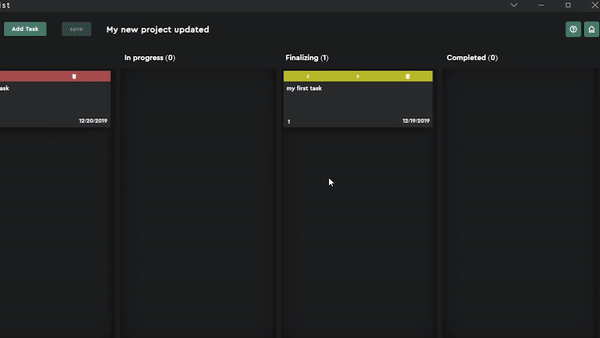 ist
Add Task
save
My new project updated
In progress (0)
Finalizing (1)
Completed (0)
ask
12/20/2019
my first task
1
12/19/2019